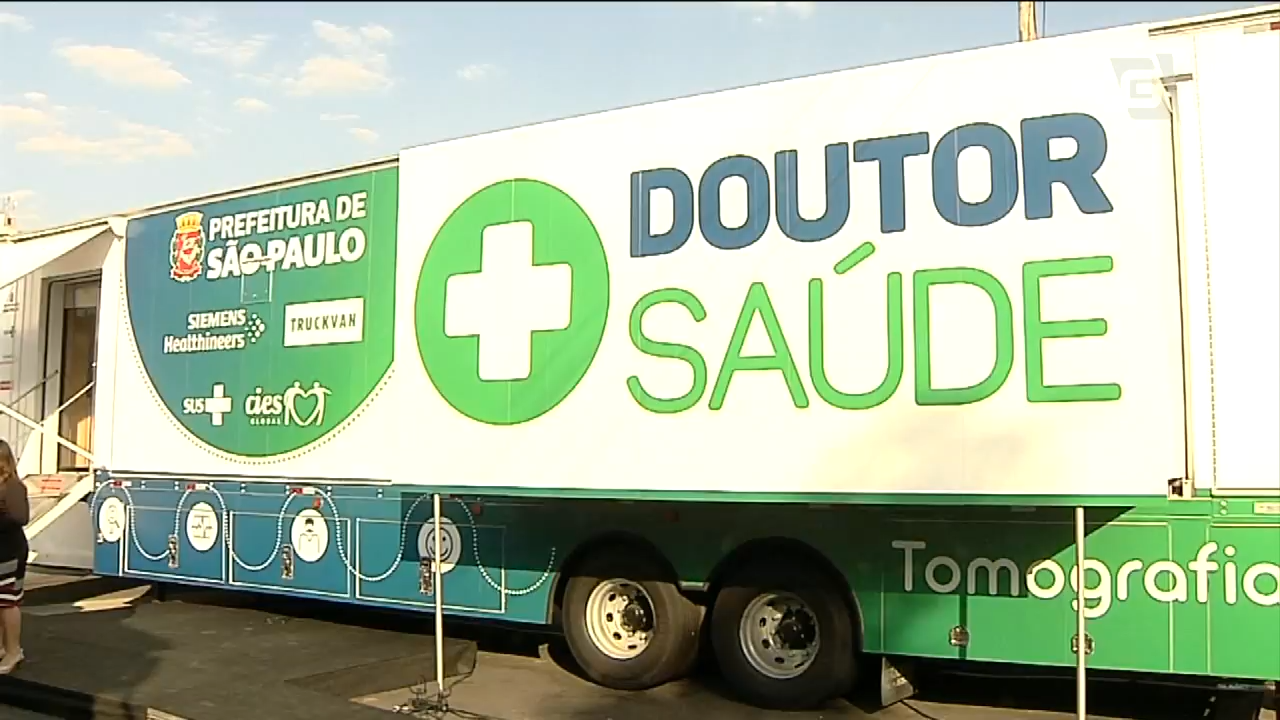 PREFEITURA DE
SÃO PAULO
SIEMENS
Healthineers
TRUCKVAN
SUS
cies
GLOBAL
DOUTOR
SAÚDE
Tomografia